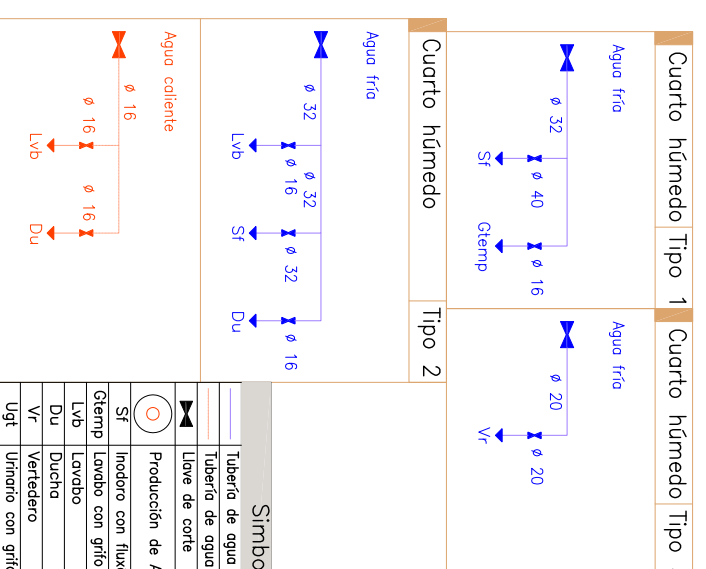 Cuarto húmedo Tipo 1
Agua fría
ø 32
ø 40
ø 16
Sf
Gtemp
Cuarto húmedo Tipo
Agua fría
ø 20
ø 20
Vr
Cuarto húmedo Tipo 2
Agua fría
ø 32
ø 32
ø 16
ø 32
ø 16
Lvb
Sf
Du
Agua caliente
ø 16
ø 16
ø 16
Lvb
Du
Simbo
Tubería de agua
Tubería de agua
Llave de corte
Producción de A
Sf Inodoro con flux
Gtemp Lavabo con grifo
Lvb Lavabo
Du Ducha
Vr Vertedero
Ugt Urinario con grif